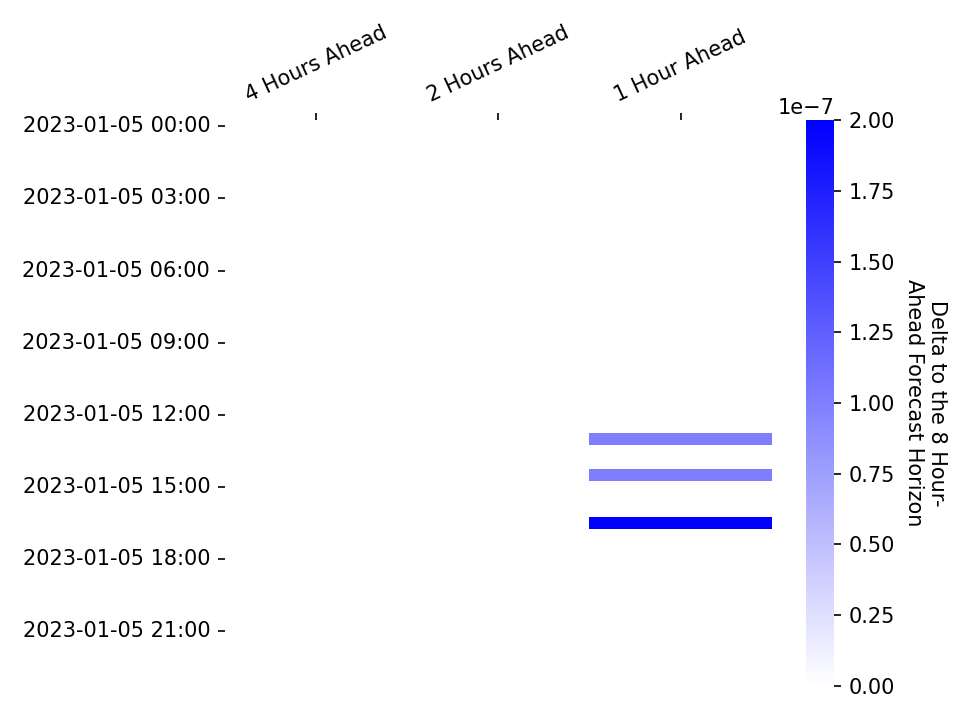 4 Hours Ahead
2 Hours Ahead
1 Hour Ahead
1e−7
2023-01-05 00:00
2023-01-05 03:00
2023-01-05 06:00
2023-01-05 09:00
2023-01-05 12:00
2023-01-05 15:00
2023-01-05 18:00
2023-01-05 21:00
2.00
1.75
1.50
1.25
1.00
0.75
0.50
0.25
0.00
Delta to the 8 Hour-
Ahead Forecast Horizon